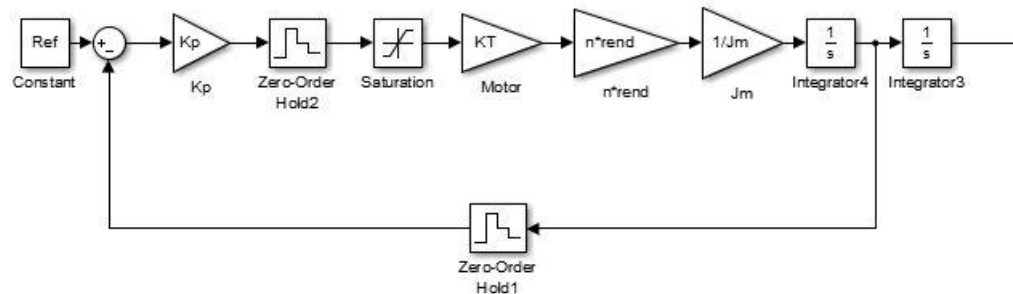 Ref
Constant
Kp
Kp
Zero-Order
Hold2
Saturation
KT
Motor
n*rend
n*rend
1/Jm
Jm
1
s
Integrator4
1
s
Integrator3
Zero-Order
Hold1